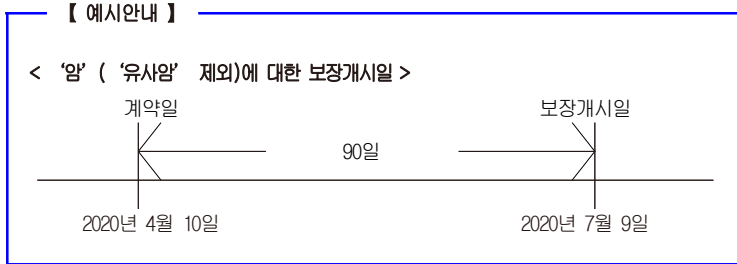 【 예시안내 】
< ‘암’ ( ‘유사암’ 제외)에 대한 보장개시일 >
계약일 보장개시일
90일
2020년 4월 10일 2020년 7월 9일